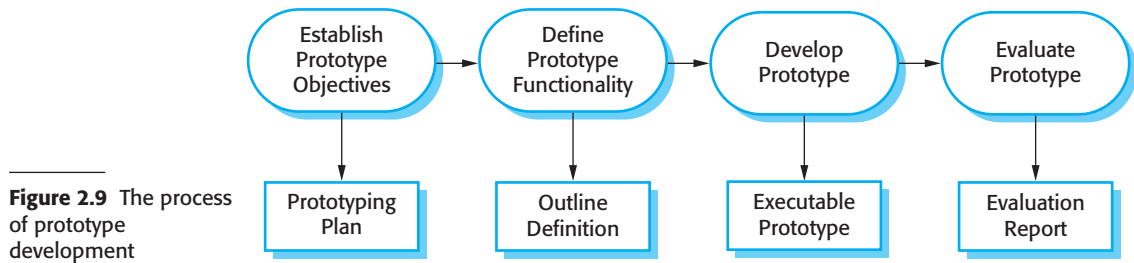 Establish
Prototype
Objectives
Define
Prototype
Functionality
Develop
Prototype
Evaluate
Prototype
Prototyping
Plan
Outline
Definition
Executable
Prototype
Evaluation
Report
Figure 2.9 The process
of prototype
development